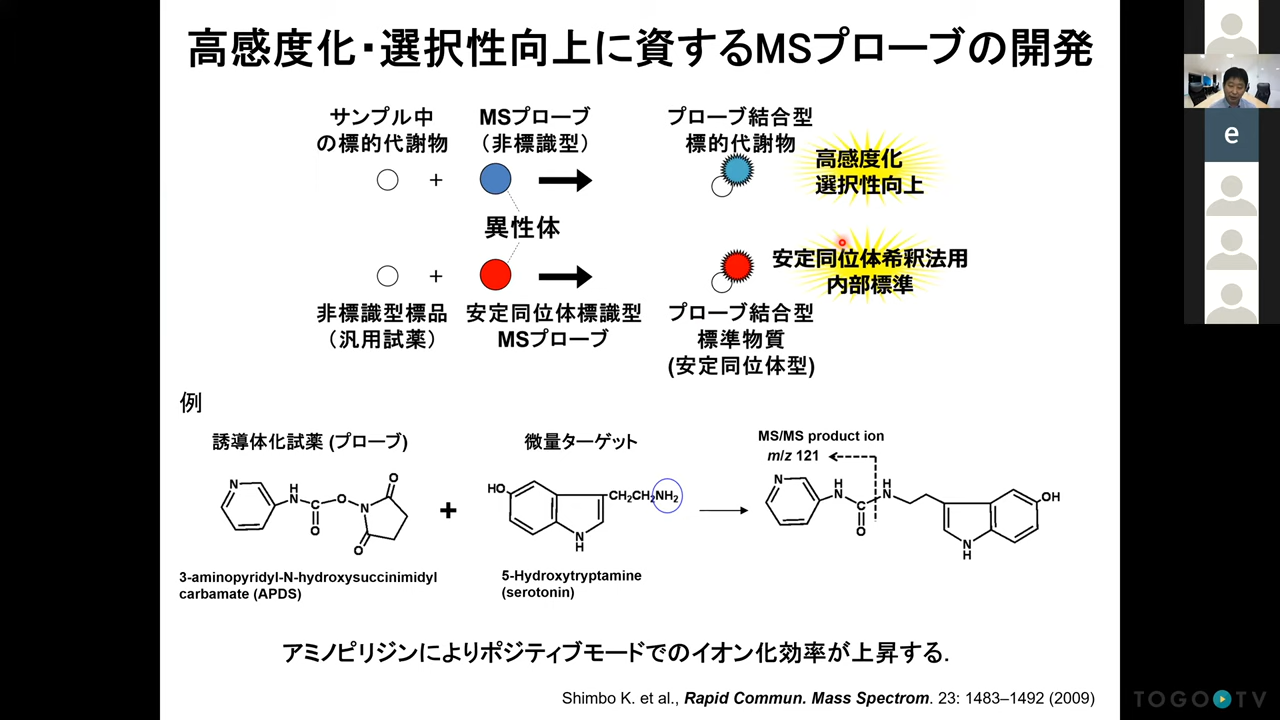 高感度化・選択性向上に資するMSプローブの開発
サンプル中
の標的代謝物
MSプローブ
（非標識型）
プローブ結合型
標的代謝物
高感度化
選択性向上
+
異性体
+
安定同位体希釈法用
内部標準
非標識型標品
（汎用試薬）
安定同位体標識型
MSプローブ
プローブ結合型
標準物質
(安定同位体型)
e
例
誘導体化試薬 (プローブ)
微量ターゲット
MS/MS product ion
m/z 121
N
H
N
C
O
O
N
O
O
+
HO
CH2CH2NH2
N
H
N
H
N
C
O
H
N
OH
N
H
3-aminopyridyl-N-hydroxysuccinimidyl
carbamate (APDS)
5-Hydroxytryptamine
(serotonin)
アミノピリジンによりポジティブモードでのイオン化効率が上昇する.
Shimbo K. et al., Rapid Commun. Mass Spectrom. 23: 1483–1492 (2009)
TOGO TV